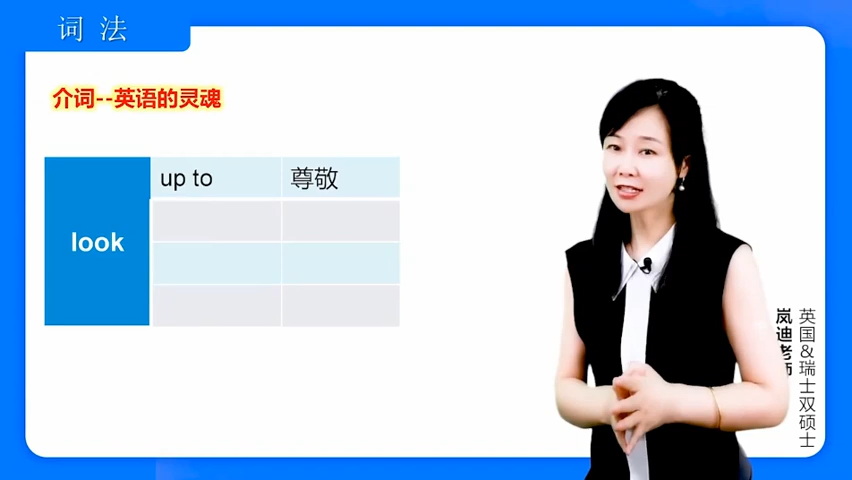 词 法
介词--英语的灵魂
look
up to
尊敬
英国&瑞士双硕士
岚迪老师